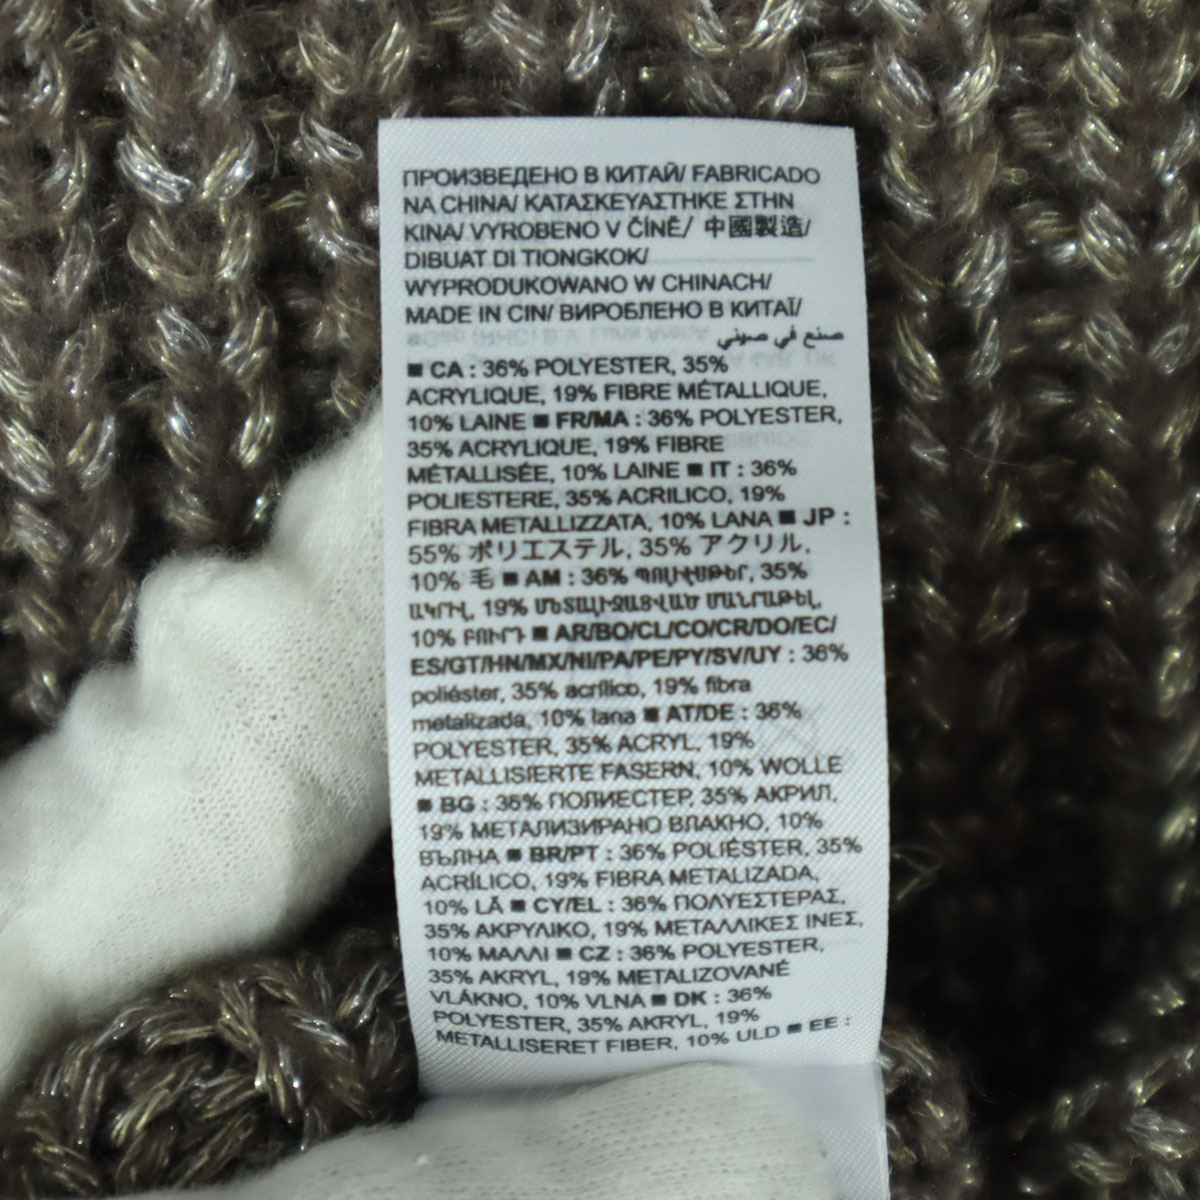 ПРОИЗВЕДЕНО В КИТАЙ/ FABRICADO
NA CHINA/ ΚΑΤΑΣΚΕΥΑΣΤΗΚΕ ΣΤΗΝ
ΚΙΝΑ/ VYROBENO V ČÍNĚ/ 中國製造/
DIBUAT DI TIONGKOK/
WYPRODUKOWANO W CHINACH/
MADE IN CIN/ ВИРОБЛЕНО В КИТАЇ/
صنع في صيني
■ CA : 36% POLYESTER, 35%
ACRYLIQUE, 19% FIBRE MÉTALLIQUE,
10% LAINE ■ FR/MA : 36% POLYESTER,
35% ACRYLIQUE, 19% FIBRE
MÉTALLISÉE, 10% LAINE ■ IT : 36%
POLIESTERE, 35% ACRILICO, 19%
FIBRA METALLIZZATA, 10% LANA ■ JP :
55% ポリエステル, 35% アクリル,
10% 毛 ■ AM : 36% ՊՈԼԻԷՍԹԵՐ, 35%
ԱԿՐԻԼ, 19% ՄԵՏԱԼԻԶԱՑՎԱԾ ՄԱՆՐԱԹԵԼ,
10% ԲՈՒՐԴ ■ AR/BO/CL/CO/CR/DO/EC/
ES/GT/HN/MX/NI/PA/PE/PY/SV/UY : 36%
poliéster, 35% acrílico, 19% fibra
metalizada, 10% lana ■ AT/DE : 36%
POLYESTER, 35% ACRYL, 19%
METALLISIERTE FASERN, 10% WOLLE
■ BG : 36% ПОЛИЕСТЕР, 35% АКРИЛ,
19% МЕТАЛИЗИРАНО ВЛАКНО, 10%
ВЪЛНА ■ BR/PT : 36% POLIÉSTER, 35%
ACRÍLICO, 19% FIBRA METALIZADA,
10% LÃ ■ CY/EL : 36% ΠΟΛΥΕΣΤΕΡΑΣ,
35% ΑΚΡΥΛΙΚΟ, 19% ΜΕΤΑΛΛΙΚΕΣ ΙΝΕΣ,
10% ΜΑΛΛΙ ■ CZ : 36% POLYESTER,
35% AKRYL, 19% METALIZOVANÉ
VLÁKNO, 10% VLNA ■ DK : 36%
POLYESTER, 35% AKRYL, 19%
METALLISERET FIBER, 10% ULD ■ EE :